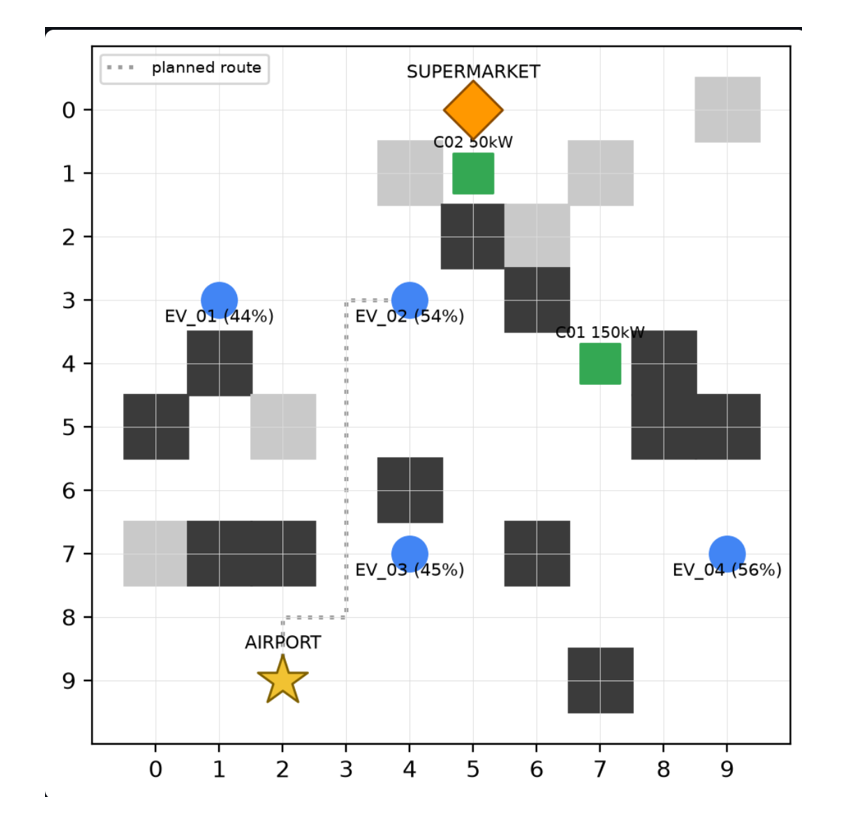 planned route
SUPERMARKET
0
C02 50kW
1
2
3
EV_01 (44%)
EV_02 (54%)
C01 150kW
4
5
6
7
EV_03 (45%)
EV_04 (56%)
8
AIRPORT
9
0 1 2 3 4 5 6 7 8 9